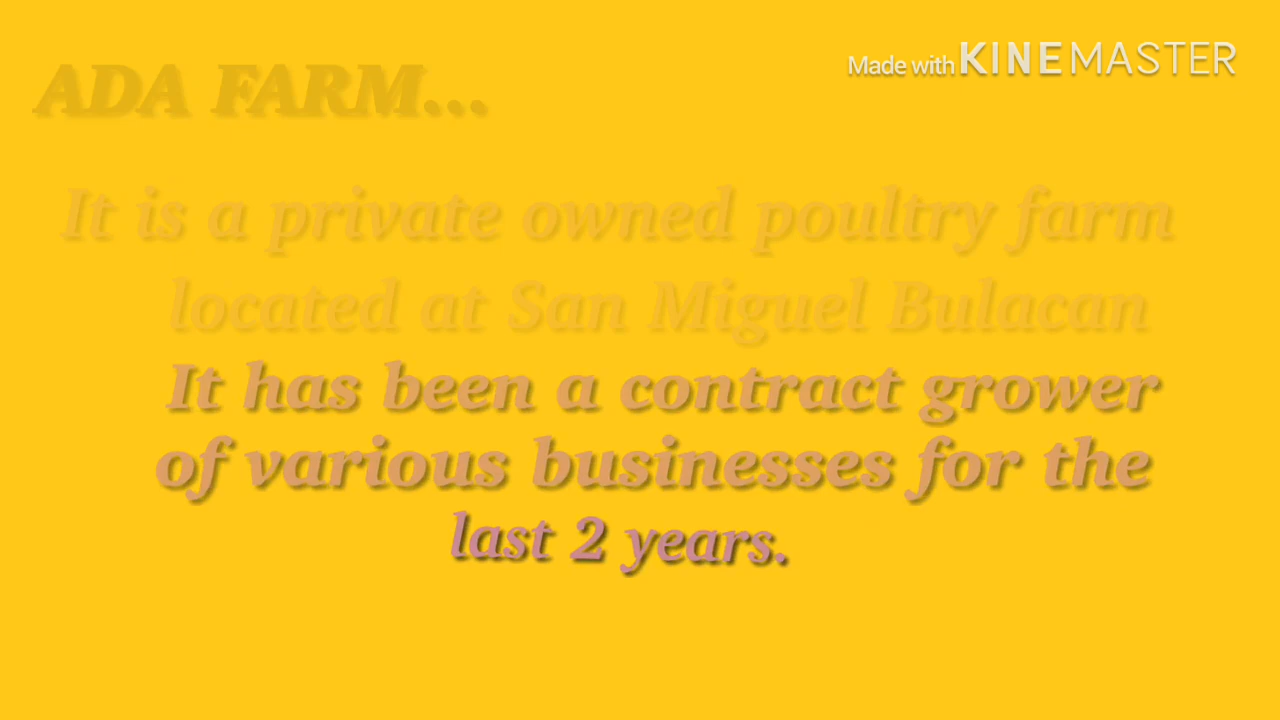 ADA FARM...
Made with KINEMASTER
It is a private owned poultry farm
located at San Miguel Bulacan
It has been a contract grower
of various businesses for the
last 2 years.